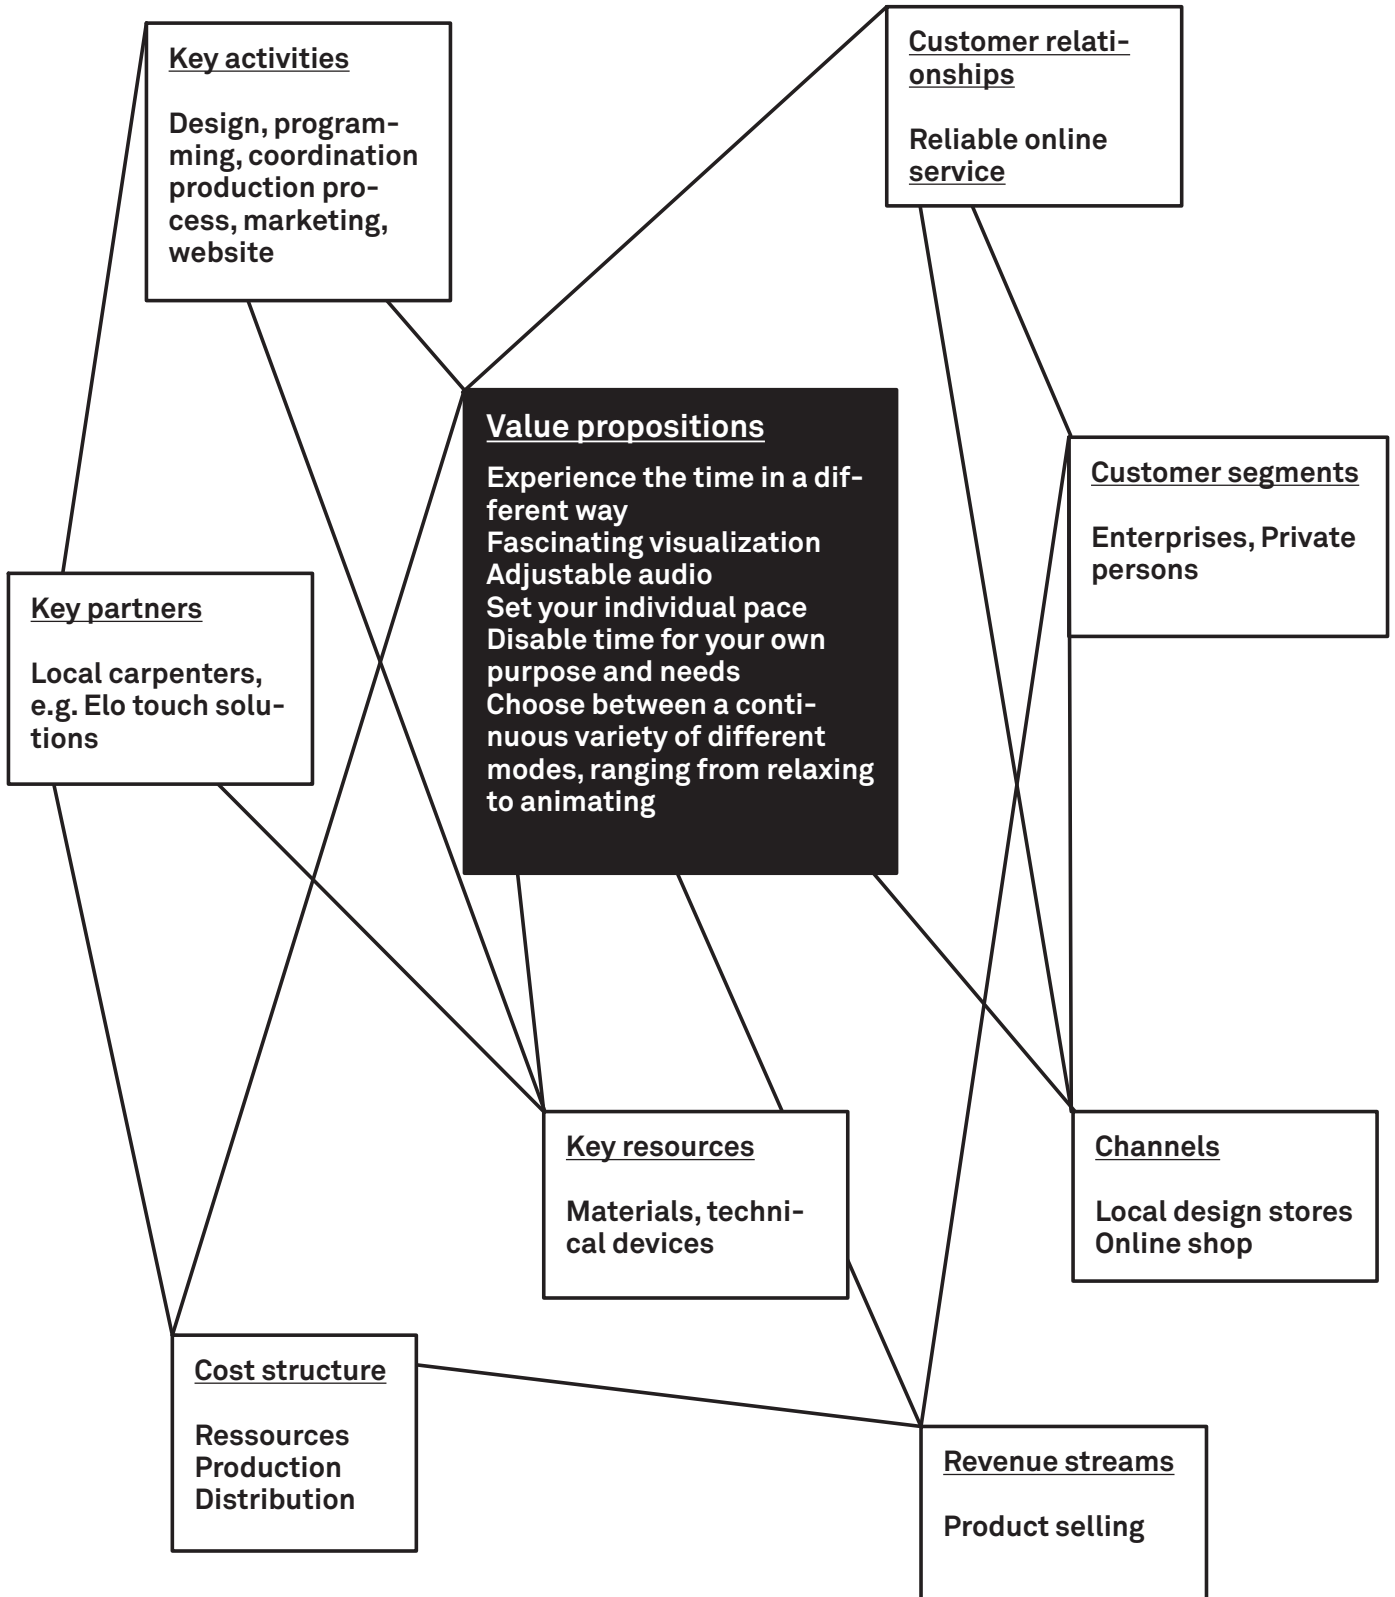 Key activities
Design, program-
ming, coordination
production pro-
cess, marketing,
website
Customer relati-
onships
Reliable online
service
Value propositions
Experience the time in a dif-
ferent way
Fascinating visualization
Adjustable audio
Set your individual pace
Disable time for your own
purpose and needs
Choose between a conti-
nuous variety of different
modes, ranging from relaxing
to animating
Customer segments
Enterprises, Private
persons
Key partners
Local carpenters,
e.g. Elo touch solu-
tions
Key resources
Materials, techni-
cal devices
Channels
Local design stores
Online shop
Cost structure
Ressources
Production
Distribution
Revenue streams
Product selling